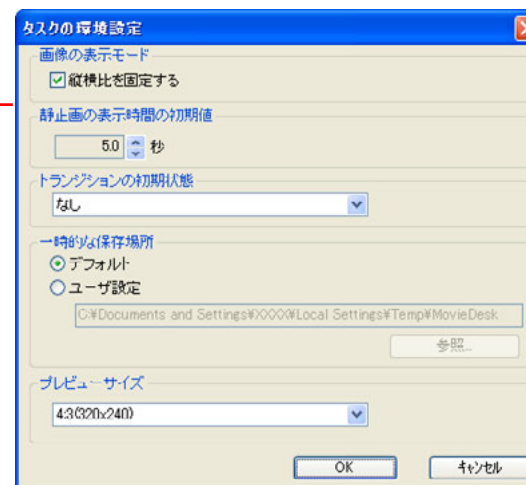 タスクの環境設定
画像の表示モード
縦横比を固定する
静止画の表示時間の初期値
5.0 秒
トランジションの初期状態
なし
一時的な保存場所
デフォルト
ユーザ設定
C:¥Documents and Settings¥XXXX¥Local Settings¥Temp¥MovieDesk
参照...
プレビューサイズ
4:3(320x240)
OK キャンセル